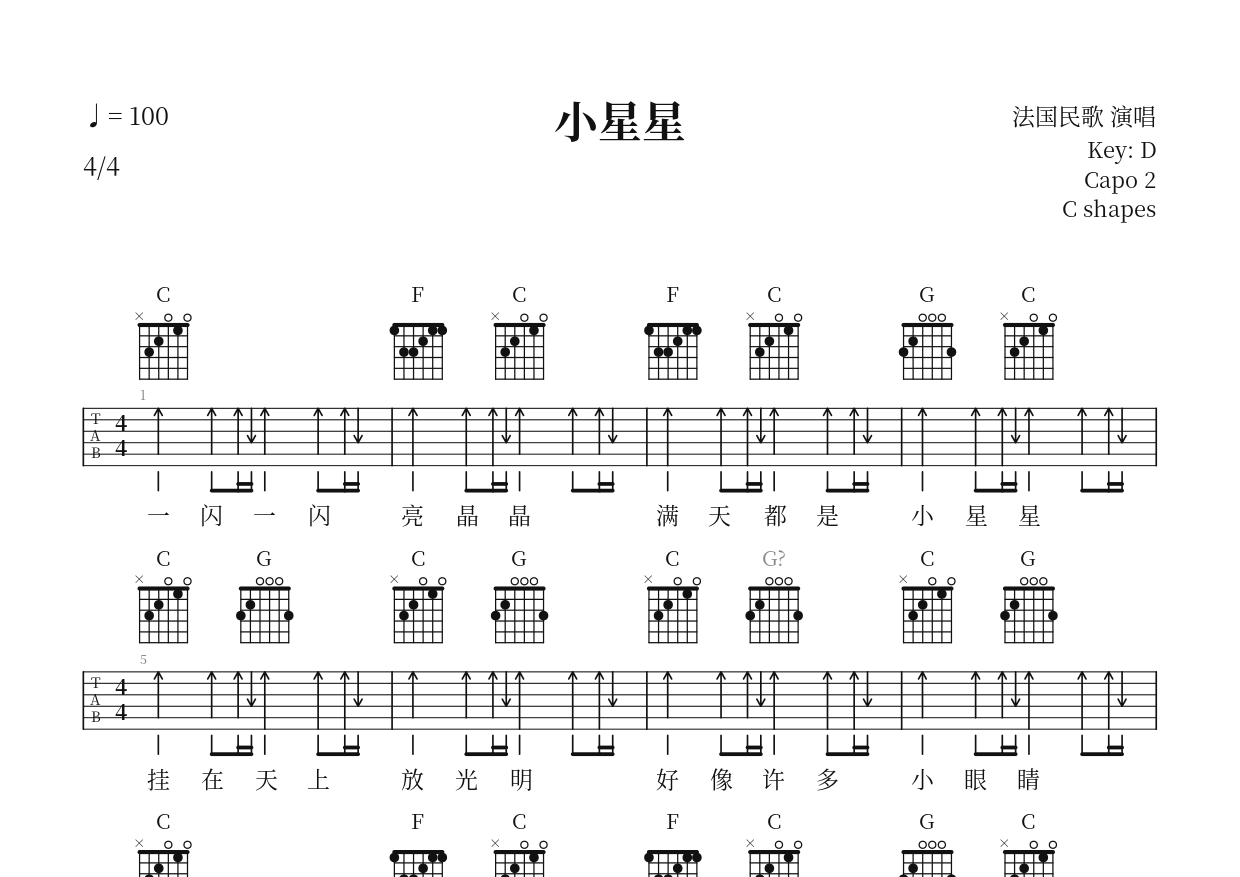 ♩ = 100
小星星
法国民歌 演唱
4/4
Key: D
Capo 2
C shapes
C F C F C G C
1
T A B 4 4
一 闪 一 闪 亮 晶 晶 满 天 都 是 小 星 星
C G C G C G? C G
5
T A B 4 4
挂 在 天 上 放 光 明 好 像 许 多 小 眼 睛
C F C F C G C